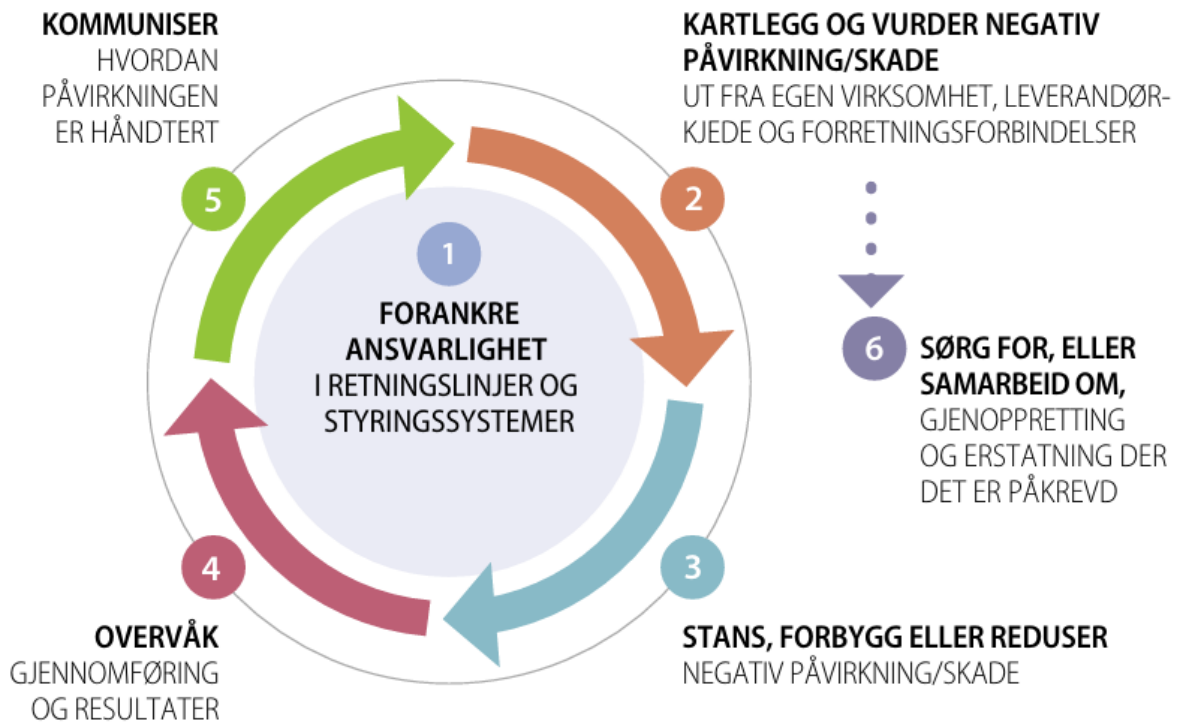 KOMMUNISER
HVORDAN
PÅVIRKNINGEN
ER HÅNDTERT
5
KARTLEGG OG VURDER NEGATIV
PÅVIRKNING/SKADE
UT FRA EGEN VIRKSOMHET, LEVERANDØR-
KJEDE OG FORRETNINGSFORBINDELSER
2
1
FORANKRE
ANSVARLIGHET
I RETNINGSLINJER OG
STYRINGSSYSTEMER
6
SØRG FOR, ELLER
SAMARBEID OM,
GJENOPPRETTING
OG ERSTATNING DER
DET ER PÅKREVD
4
OVERVÅK
GJENNOMFØRING
OG RESULTATER
3
STANS, FORBYGG ELLER REDUSER
NEGATIV PÅVIRKNING/SKADE